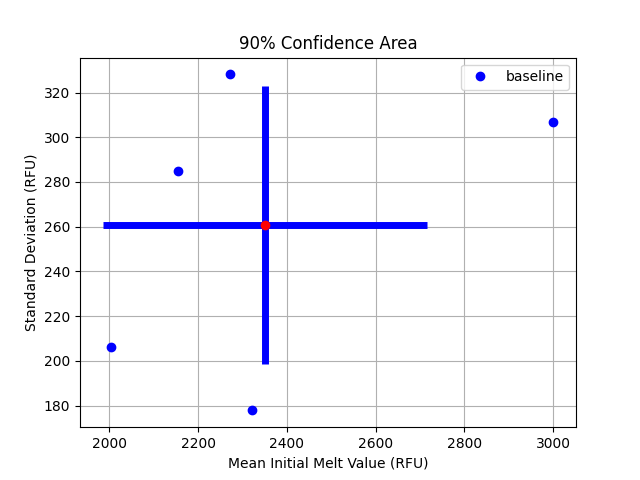 90% Confidence Area
baseline
Standard Deviation (RFU)
320
300
280
260
240
220
200
180
2000 2200 2400 2600 2800 3000
Mean Initial Melt Value (RFU)